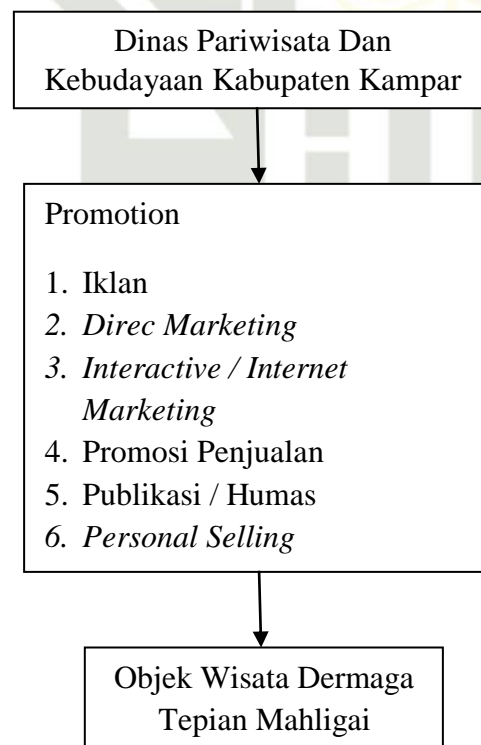 Dinas Pariwisata Dan
Kebudayaan Kabupaten Kampar
Promotion
1. Iklan
2. Direc Marketing
3. Interactive / Internet
Marketing
4. Promosi Penjualan
5. Publikasi / Humas
6. Personal Selling
Objek Wisata Dermaga
Tepian Mahligai